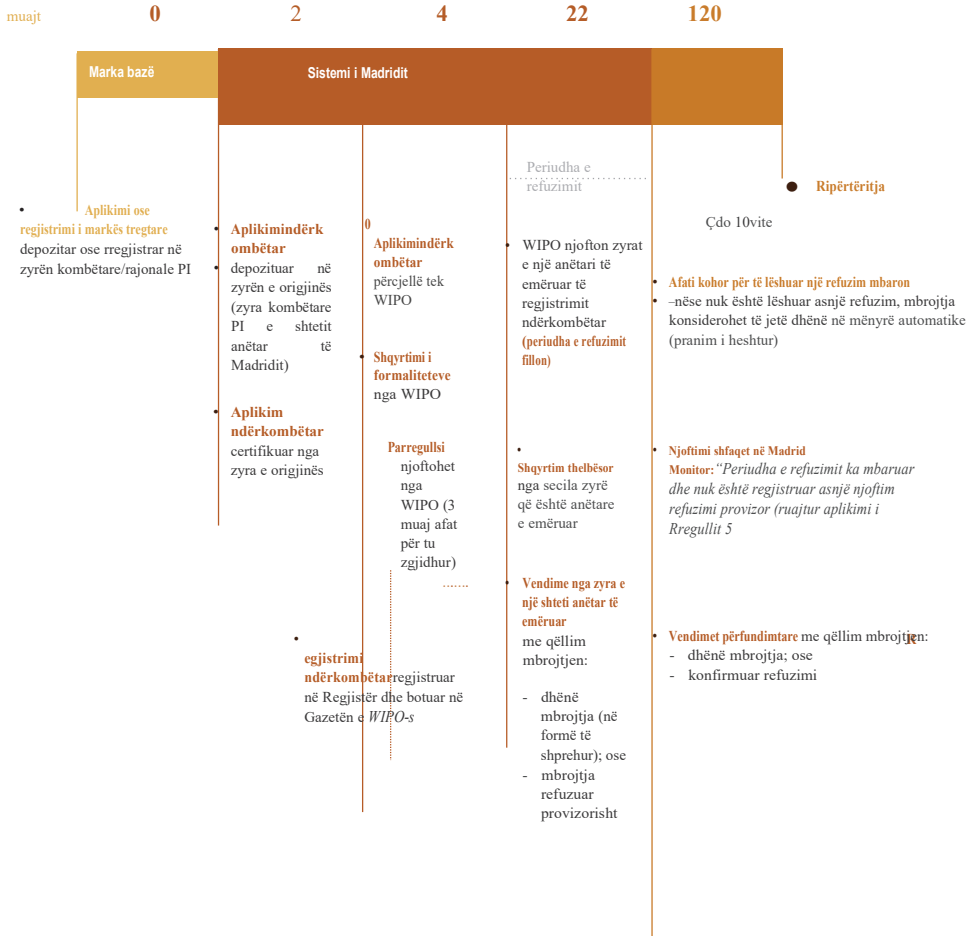 muajt 0 2 4 22 120
Marka bazë
Sistemi i Madridit
• Aplikimi ose
regjistrimi i markës tregtare
depozitar ose rregjistrar në
zyrën kombëtare/rajonale PI
• Aplikimindërk
ombëtar
• depozituar në
zyrën e origjinës
(zyra kombëtare
PI e shtetit
anëtar të
Madridit)
• Aplikim
ndërkombëtar
certifikuar nga
zyra e origjinës
0
Aplikimindërk
ombëtar
përcjellë tek
WIPO
• Shqyrtimi i
formaliteteve
nga WIPO
Parregullsi
njoftohet
nga
WIPO (3
muaj afat
për tu
zgjidhur)
.......
•
egjistrimi
ndërkombëtarregjistruar
në Regjistër dhe botuar në
Gazetën e WIPO-s
Periudha e
refuzimit
• WIPO njofton zyrat
e një anëtari të
emëruar të
regjistrimit
ndërkombëtar
(periudha e refuzimit
fillon)
•
Shqyrtim thelbësor
nga secila zyrë
që është anëtare
e emëruar
• Vendime nga zyra e
një shteti anëtar të
emëruar
me qëllim
mbrojtjen:
- dhënë
mbrojtja (në
formë të
shprehur); ose
- mbrojtja
refuzuar
provizorisht
● Ripërtëritja
Çdo 10vite
• Afati kohor për të lëshuar një refuzim mbaron
• –nëse nuk është lëshuar asnjë refuzim, mbrojtja
konsiderohet të jetë dhënë në mënyrë automatike
(pranim i heshtur)
• Njoftimi shfaqet në Madrid
Monitor: “Periudha e refuzimit ka mbaruar
dhe nuk është regjistruar asnjë njoftim
refuzimi provizor (ruajtur aplikimi i
Rregullit 5
• Vendimet përfundimtare me qëllim mbrojtjen:
R
- dhënë mbrojtja; ose
- konfirmuar refuzimi